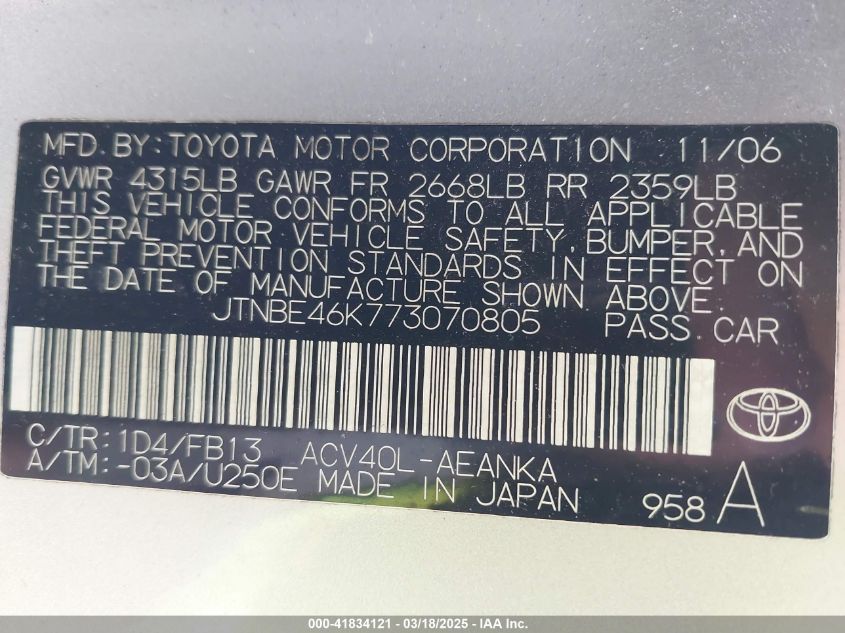 MFD. BY: TOYOTA MOTOR CORPORATION 11/06
GVWR 4315LB GAWR FR 2668LB RR 2359LB
THIS VEHICLE CONFORMS TO ALL APPLICABLE
FEDERAL MOTOR VEHICLE SAFETY, BUMPER, AND
THEFT PREVENTION STANDARDS IN EFFECT ON
THE DATE OF MANUFACTURE SHOWN ABOVE.
JTNBE46K773070805 PASS. CAR
C/TR: 1D4/FB13 ACV40L-AEANKA
A/TM: -03A/U250E MADE IN JAPAN 958 A
000-41834121 - 03/18/2025 - IAA Inc.